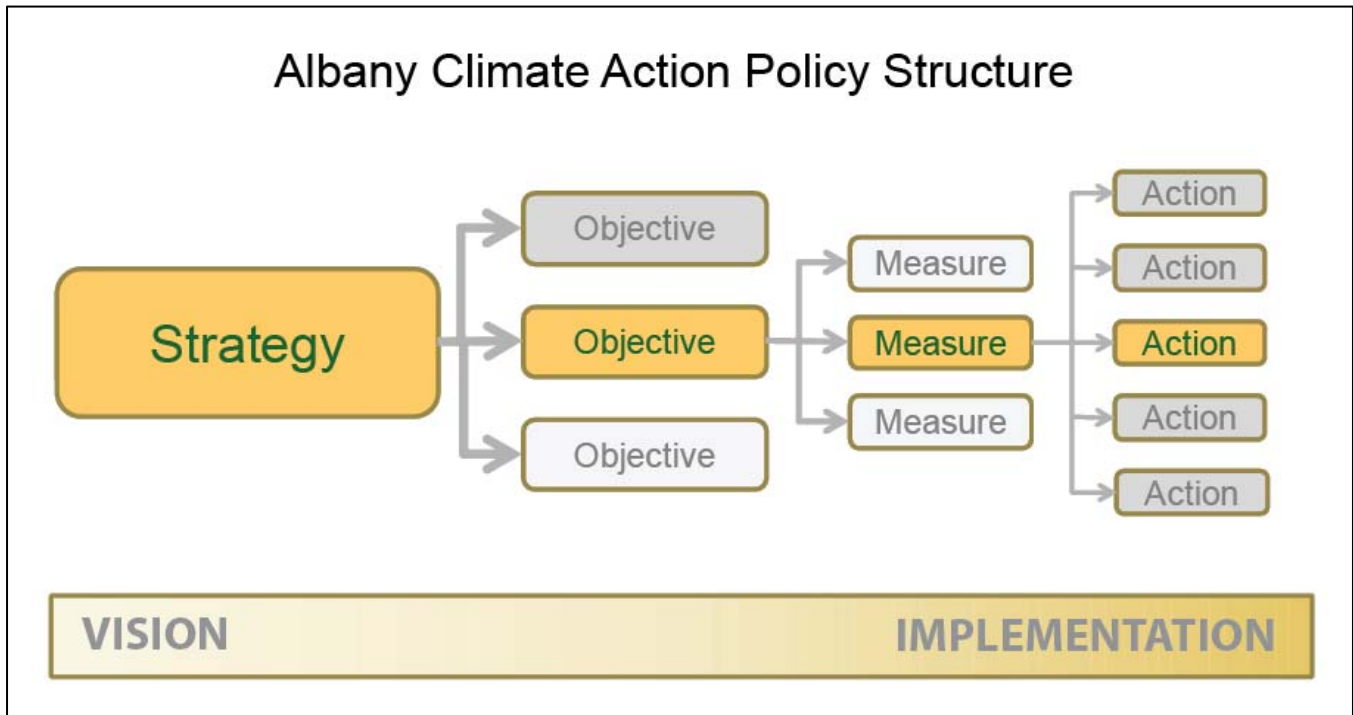 Albany Climate Action Policy Structure
Strategy
Objective
Objective
Objective
Measure
Measure
Measure
Action
Action
Action
Action
Action
VISION
IMPLEMENTATION